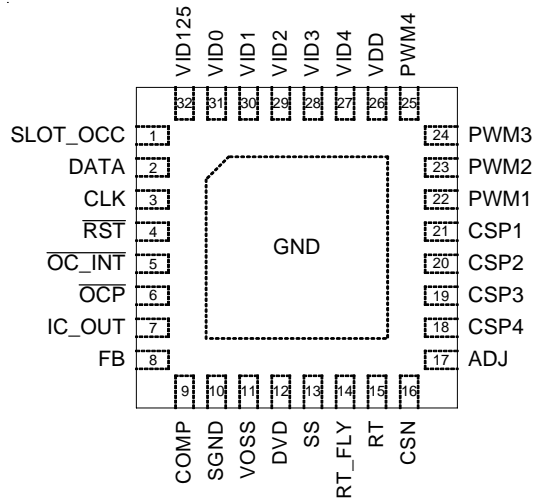 VID125
VID0
VID1
VID2
VID3
VID4
VDD
PWM4
32
31
30
29
28
27
26
25
SLOT_OCC 1
DATA 2
CLK 3
RST 4
OC_INT 5
OCP 6
IC_OUT 7
FB 8
GND
24 PWM3
23 PWM2
22 PWM1
21 CSP1
20 CSP2
19 CSP3
18 CSP4
17 ADJ
9
10
11
12
13
14
15
16
COMP
SGND
VOSS
DVD
SS
RT_FLY
RT
CSN